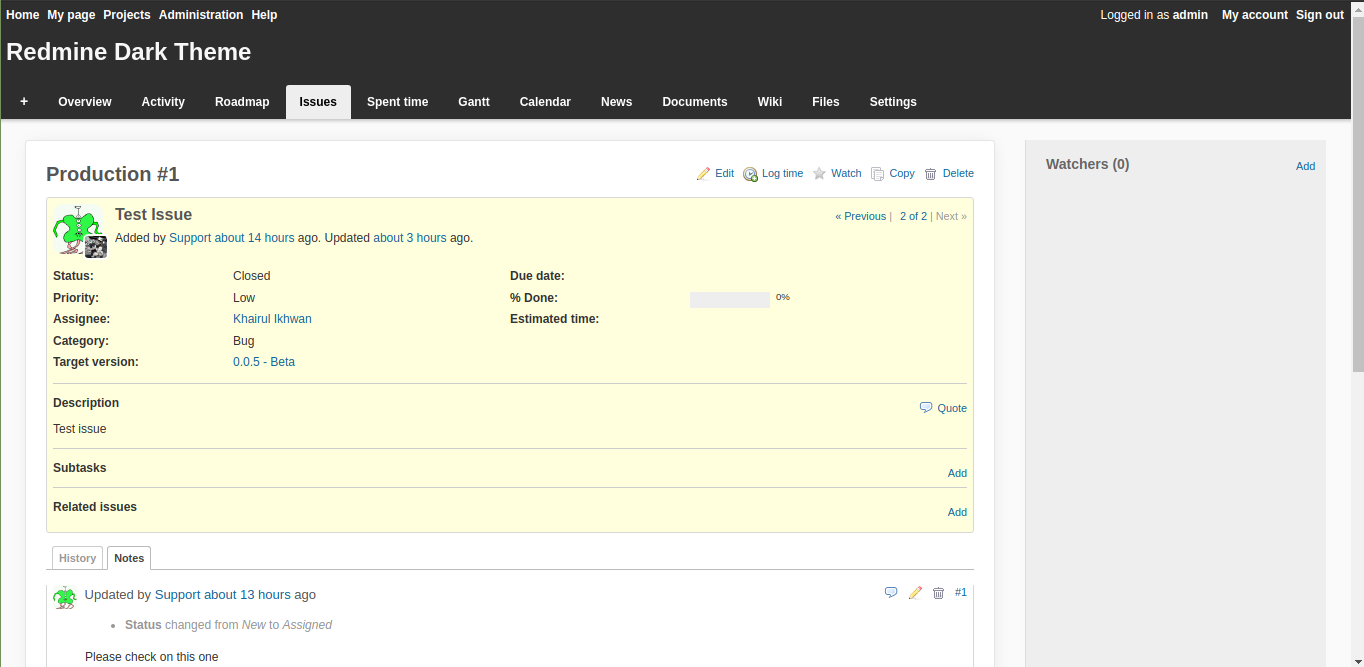 Home My page Projects Administration Help Logged in as admin My account Sign out
Redmine Dark Theme
+ Overview Activity Roadmap Issues Spent time Gantt Calendar News Documents Wiki Files Settings
Production #1 Edit Log time Watch Copy Delete
Watchers (0) Add
Test Issue « Previous | 2 of 2 | Next »
Added by Support about 14 hours ago. Updated about 3 hours ago.
Status: Closed Due date:
Priority: Low % Done: 0%
Assignee: Khairul Ikhwan Estimated time:
Category: Bug
Target version: 0.0.5 - Beta
Description Quote
Test issue
Subtasks Add
Related issues Add
History Notes
Updated by Support about 13 hours ago #1
• Status changed from New to Assigned
Please check on this one